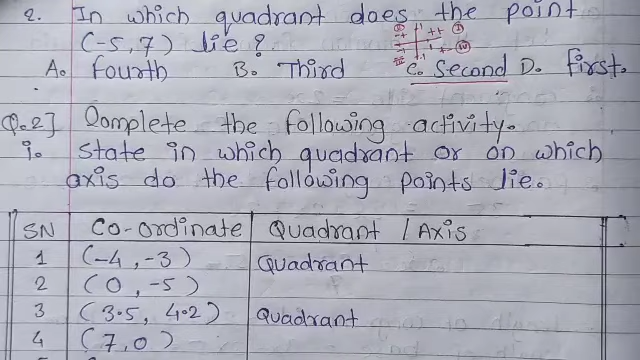 2. In which quadrant does the point
(-5,7) lie?
A. Fourth B. Third C. Second D. First.
Q.2] Complete the following activity.
i. State in which quadrant or on which
axis do the following points lie.
SN Co-ordinate Quadrant / Axis
1 (-4, -3) Quadrant
2 (0, -5)
3 (3.5, 4.2) Quadrant
4 (7,0)